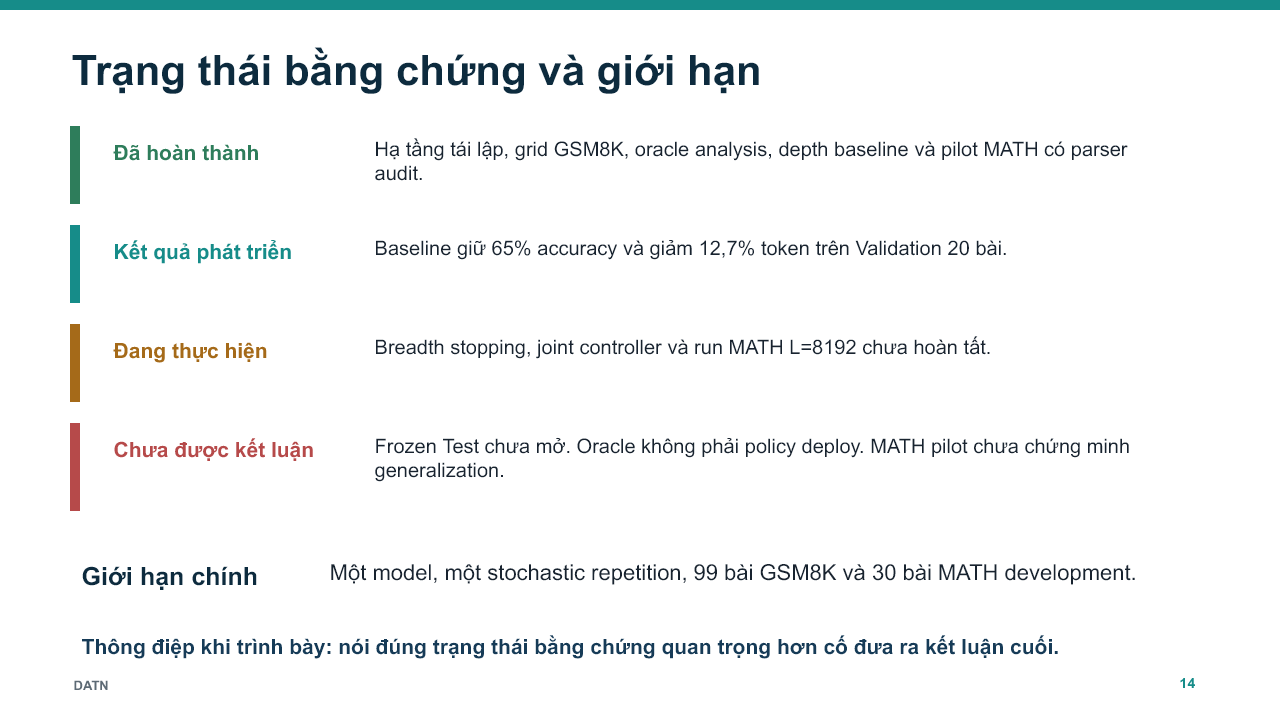 Trạng thái bằng chứng và giới hạn
Đã hoàn thành
Hạ tầng tái lập, grid GSM8K, oracle analysis, depth baseline và pilot MATH có parser
audit.
Kết quả phát triển
Baseline giữ 65% accuracy và giảm 12,7% token trên Validation 20 bài.
Đang thực hiện
Breadth stopping, joint controller và run MATH L=8192 chưa hoàn tất.
Chưa được kết luận
Frozen Test chưa mở. Oracle không phải policy deploy. MATH pilot chưa chứng minh
generalization.
Giới hạn chính
Một model, một stochastic repetition, 99 bài GSM8K và 30 bài MATH development.
Thông điệp khi trình bày: nói đúng trạng thái bằng chứng quan trọng hơn cố đưa ra kết luận cuối.
DATN
14